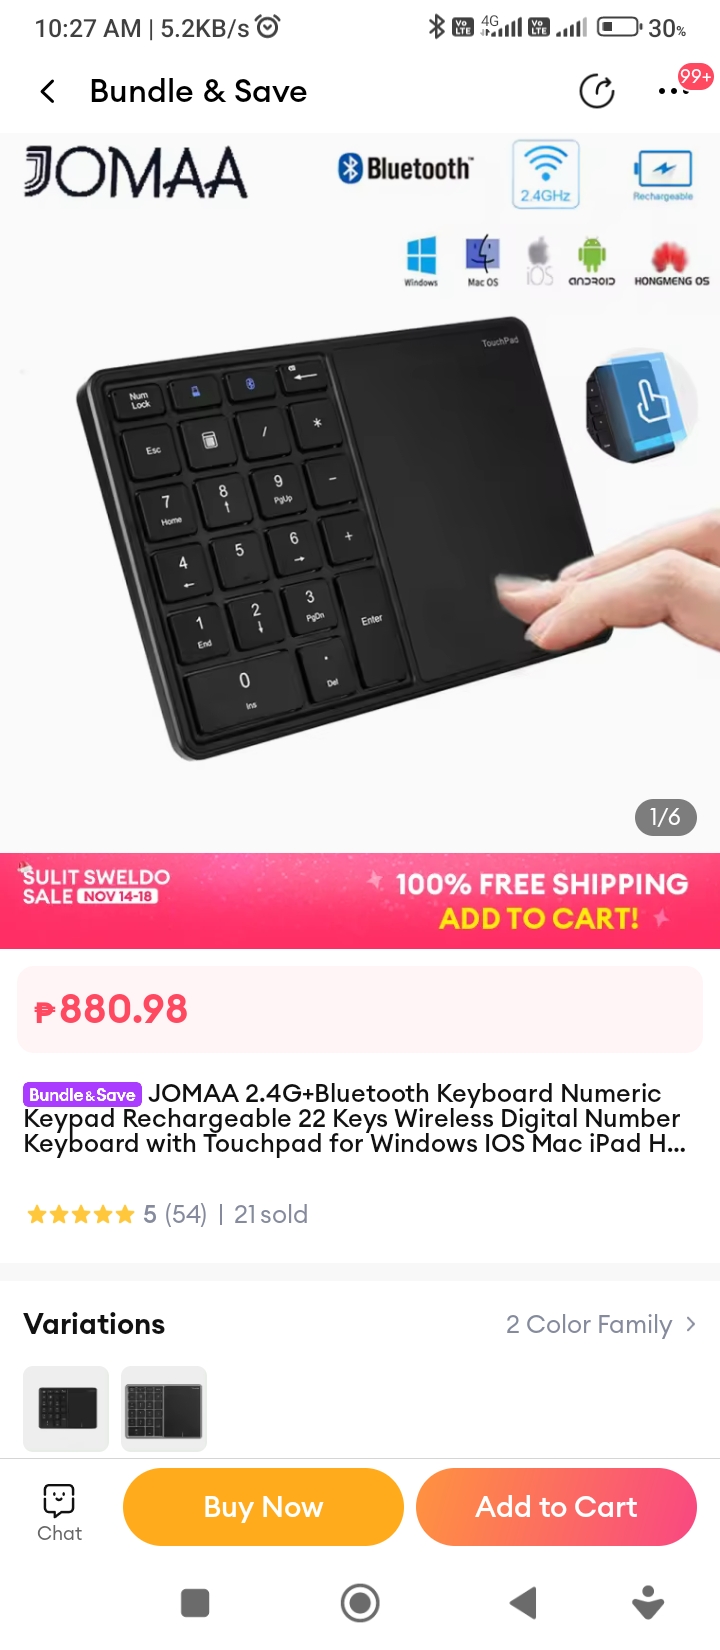 10:27 AM | 5.2KB/s
Vo LTE 4G Vo LTE 30%
Bundle & Save
99+
JOMAA
Bluetooth™
2.4GHz
Rechargeable
Windows
Mac OS
iOS
ANDROID
HONGMENG OS
TouchPad
Num Lock
Esc
/
*
7 Home
8 ↑
9 PgUp
-
4 ←
5
6 →
+
1 End
2 ↓
3 PgDn
Enter
0 Ins
. Del
1/6
SULIT SWELDO
SALE NOV 14-18
100% FREE SHIPPING
ADD TO CART!
₱880.98
Bundle&Save JOMAA 2.4G+Bluetooth Keyboard Numeric
Keypad Rechargeable 22 Keys Wireless Digital Number
Keyboard with Touchpad for Windows IOS Mac iPad H...
5 (54) | 21 sold
Variations
2 Color Family >
Chat
Buy Now
Add to Cart